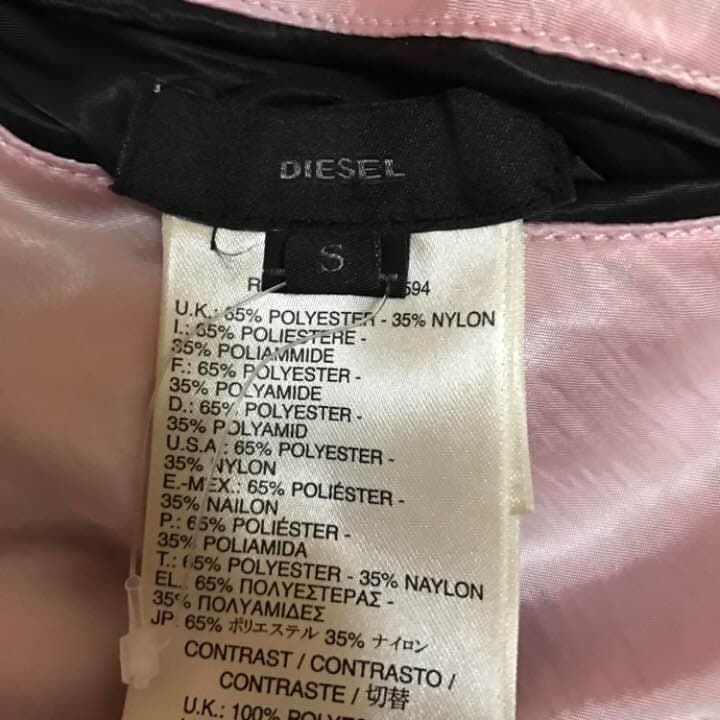 DIESEL
S
R 594
U.K.: 65% POLYESTER - 35% NYLON
I.: 65% POLIESTERE -
35% POLIAMMIDE
F.: 65% POLYESTER -
35% POLYAMIDE
D.: 65% POLYESTER -
35% POLYAMID
U.S.A.: 65% POLYESTER -
35% NYLON
E.-MEX.: 65% POLIÉSTER -
35% NAILON
P.: 65% POLIÉSTER -
35% POLIAMIDA
T.: 65% POLYESTER - 35% NAYLON
EL.: 65% ΠΟΛΥΕΣΤΕΡΑΣ -
35% ΠΟΛΥΑΜΙΔΕΣ
JP. 65% ポリエステル 35% ナイロン
CONTRAST / CONTRASTO /
CONTRASTE / 切替
U.K.: 100% POLYESTER